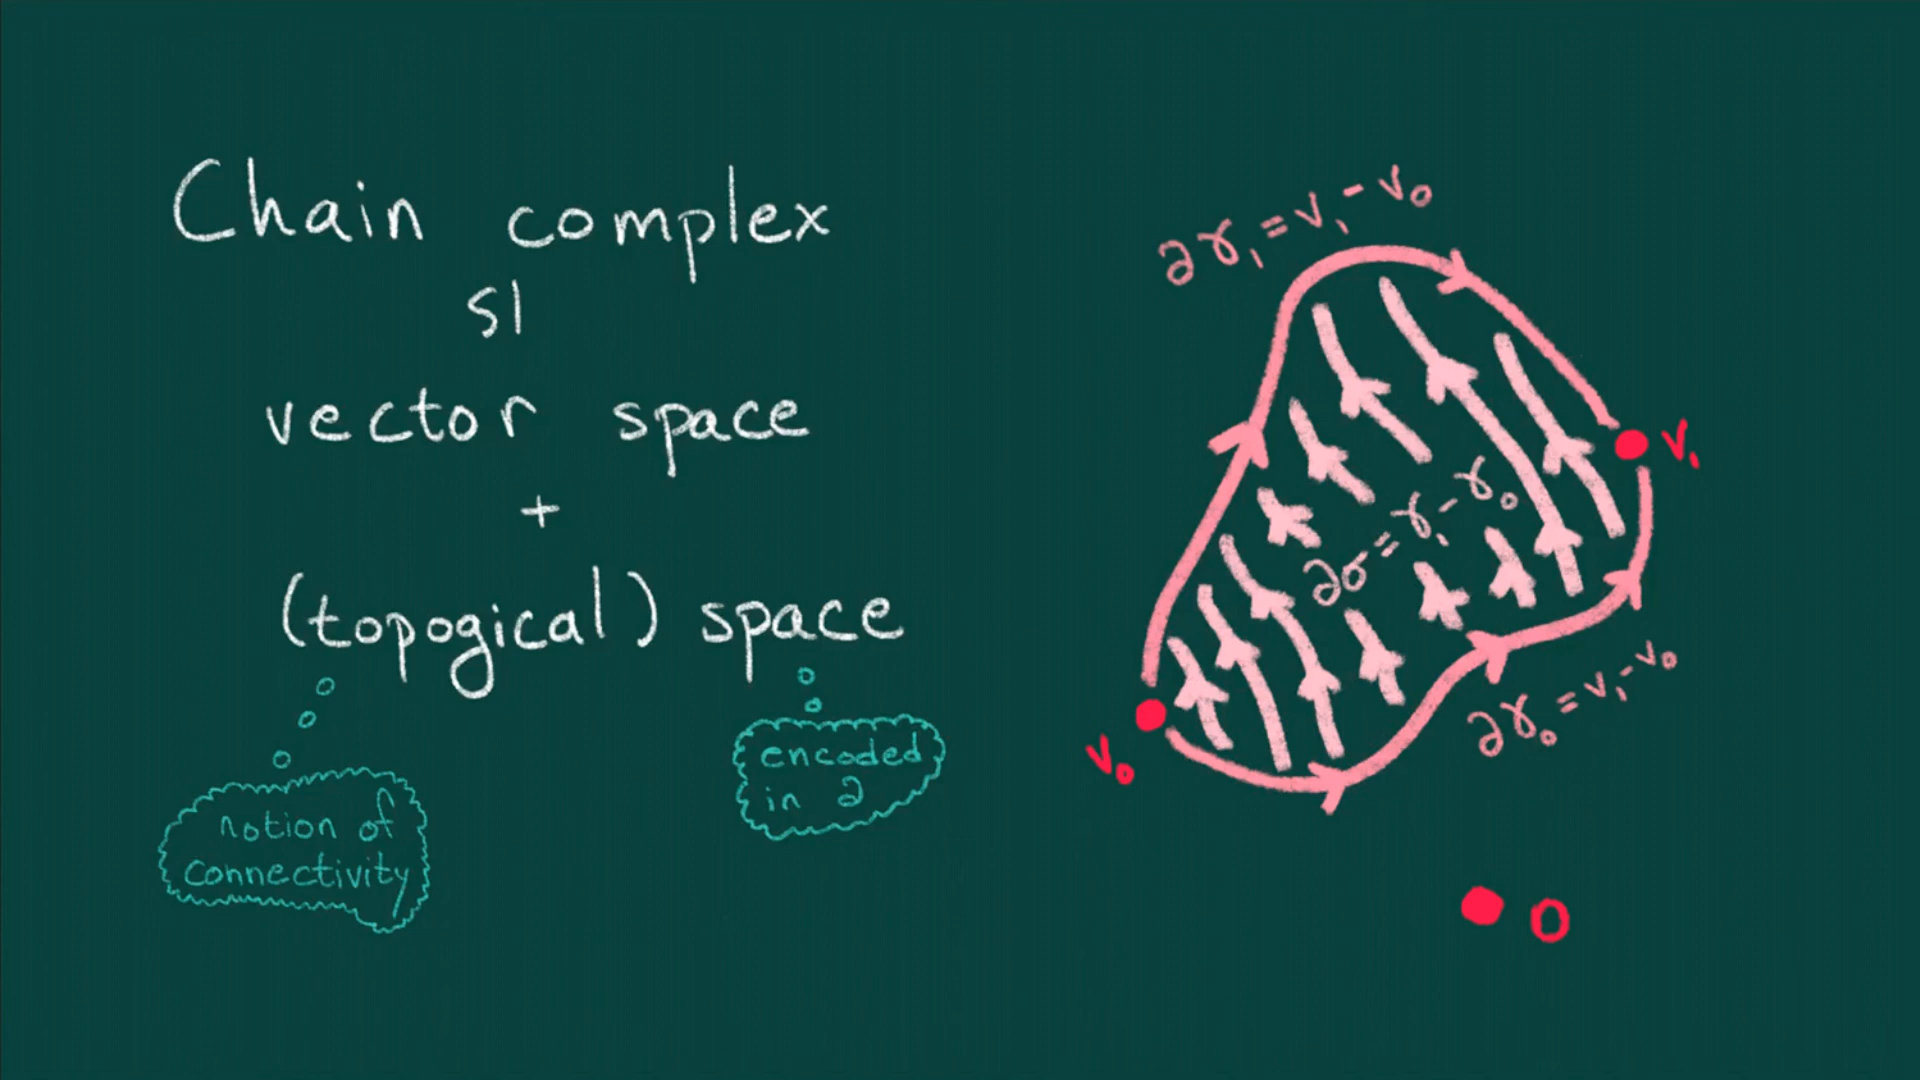 Chain complex
SI
vector space
+
(topogical) space
notion of
connectivity
encoded
in ∂
∂γ₁ = v₁ - v₀
v₁
∂σ = γ₁ - γ₀
∂γ₀ = v₁ - v₀
v₀
0